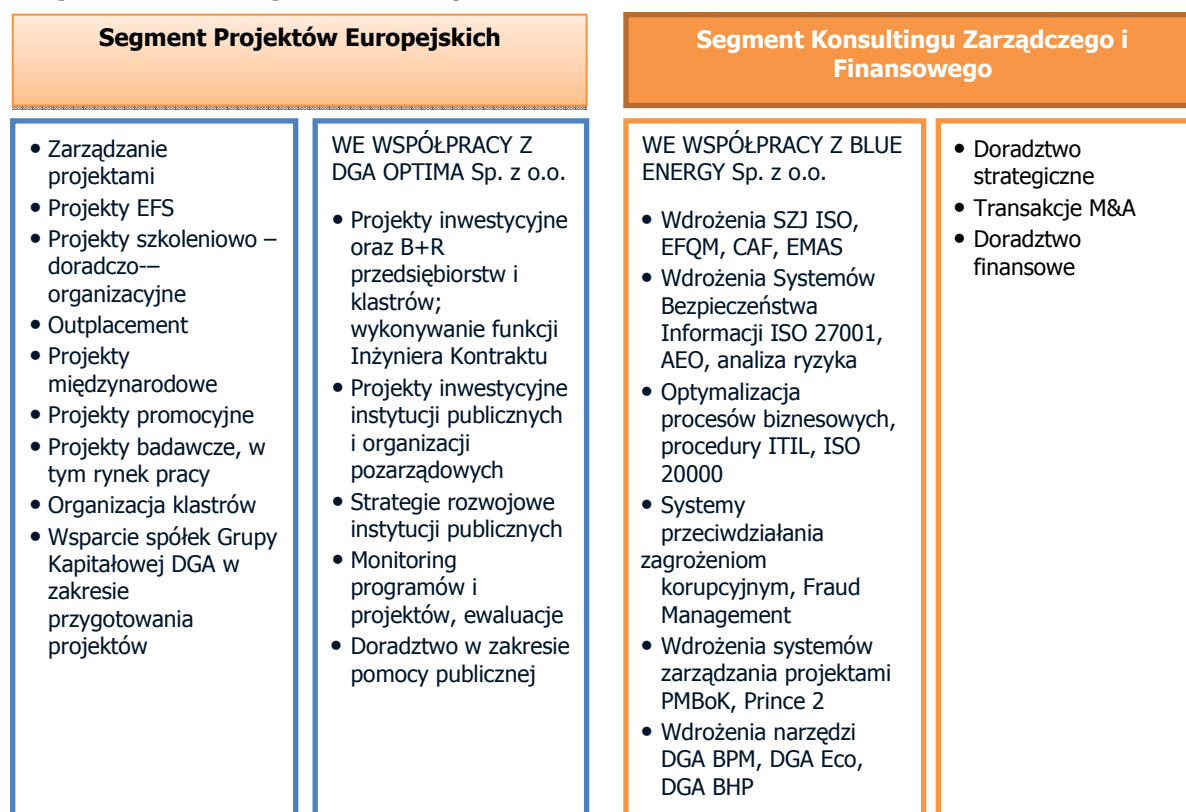 Segment Projektów Europejskich
Segment Konsultingu Zarządczego i
Finansowego
• Zarządzanie
projektami
• Projekty EFS
• Projekty szkoleniowo –
doradczo-–
organizacyjne
• Outplacement
• Projekty
międzynarodowe
• Projekty promocyjne
• Projekty badawcze, w
tym rynek pracy
• Organizacja klastrów
• Wsparcie spółek Grupy
Kapitałowej DGA w
zakresie
przygotowania
projektów
WE WSPÓŁPRACY Z
DGA OPTIMA Sp. z o.o.
• Projekty inwestycyjne
oraz B+R
przedsiębiorstw i
klastrów;
wykonywanie funkcji
Inżyniera Kontraktu
• Projekty inwestycyjne
instytucji publicznych
i organizacji
pozarządowych
• Strategie rozwojowe
instytucji publicznych
• Monitoring
programów i
projektów, ewaluacje
• Doradztwo w zakresie
pomocy publicznej
WE WSPÓŁPRACY Z BLUE
ENERGY Sp. z o.o.
• Wdrożenia SZJ ISO,
EFQM, CAF, EMAS
• Wdrożenia Systemów
Bezpieczeństwa
Informacji ISO 27001,
AEO, analiza ryzyka
• Optymalizacja
procesów biznesowych,
procedury ITIL, ISO
20000
• Systemy
przeciwdziałania
zagrożeniom
korupcyjnym, Fraud
Management
• Wdrożenia systemów
zarządzania projektami
PMBoK, Prince 2
• Wdrożenia narzędzi
DGA BPM, DGA Eco,
DGA BHP
• Doradztwo
strategiczne
• Transakcje M&A
• Doradztwo
finansowe